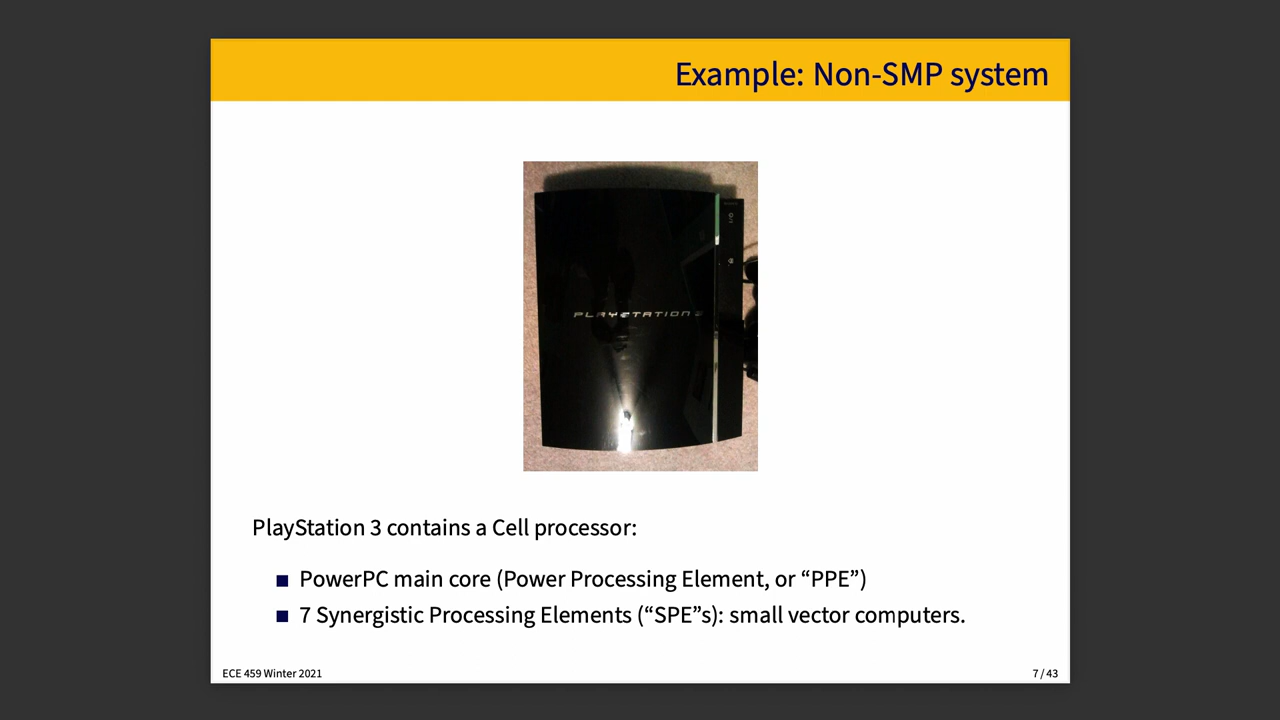 Example: Non-SMP system
PLAYSTATION 3
PlayStation 3 contains a Cell processor:
PowerPC main core (Power Processing Element, or “PPE”)
7 Synergistic Processing Elements (“SPE”s): small vector computers.
ECE 459 Winter 2021
7 / 43